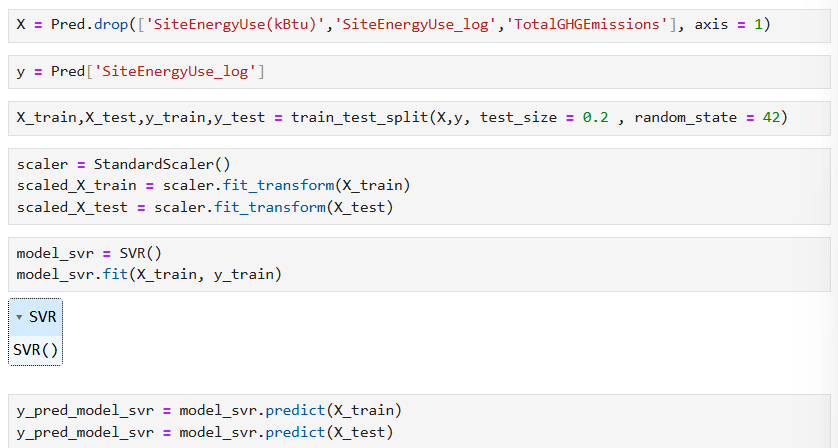 X = Pred.drop(['SiteEnergyUse(kBtu)','SiteEnergyUse_log','TotalGHGEmissions'], axis = 1)
y = Pred['SiteEnergyUse_log']
X_train,X_test,y_train,y_test = train_test_split(X,y, test_size = 0.2 , random_state = 42)
scaler = StandardScaler()
scaled_X_train = scaler.fit_transform(X_train)
scaled_X_test = scaler.fit_transform(X_test)
model_svr = SVR()
model_svr.fit(X_train, y_train)
▾ SVR
SVR()
y_pred_model_svr = model_svr.predict(X_train)
y_pred_model_svr = model_svr.predict(X_test)